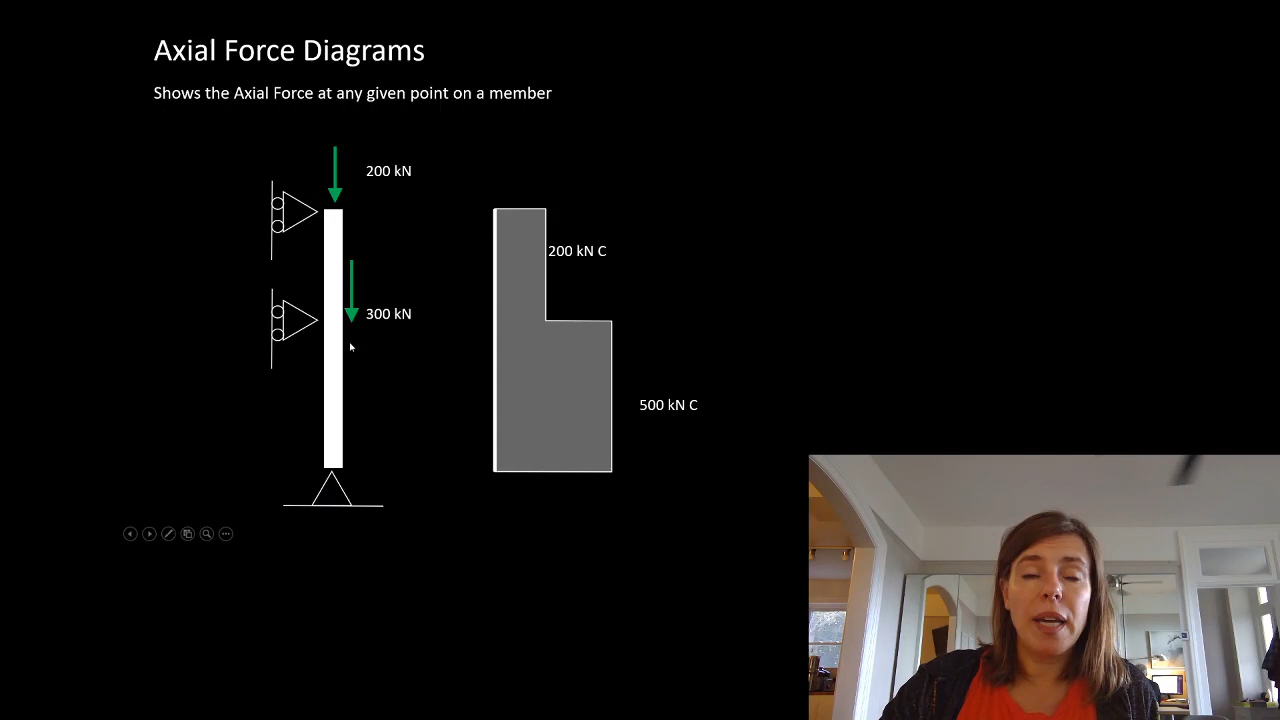 Axial Force Diagrams
Shows the Axial Force at any given point on a member
200 kN
200 kN C
300 kN
500 kN C